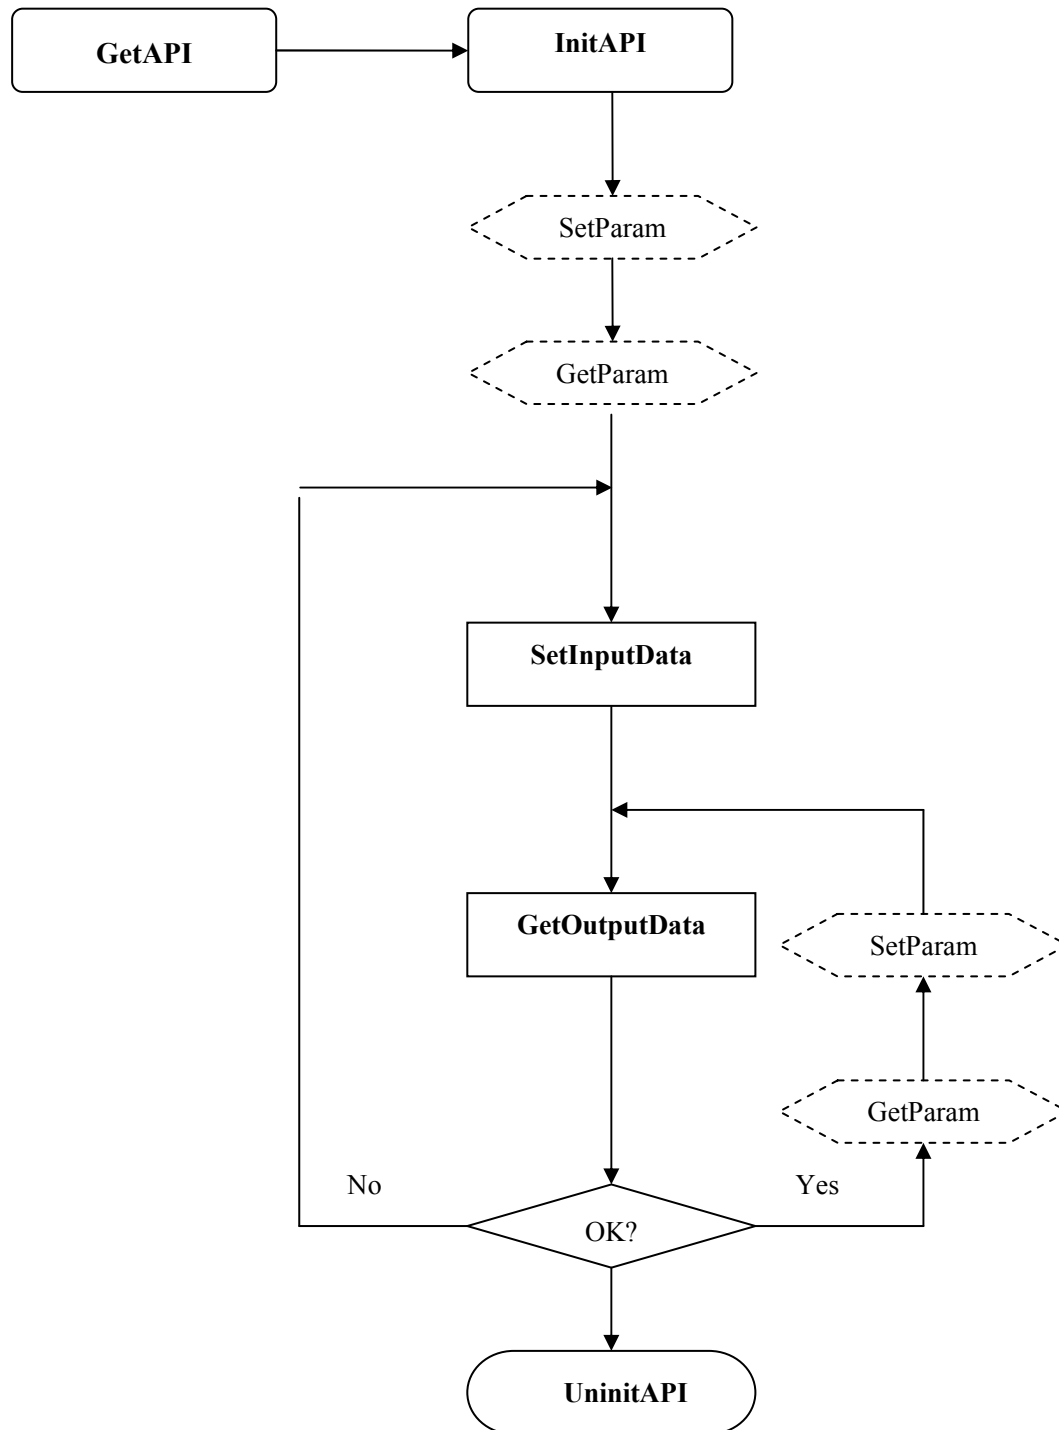 GetAPI
InitAPI
SetParam
GetParam
SetInputData
GetOutputData
SetParam
GetParam
No
Yes
OK?
UninitAPI